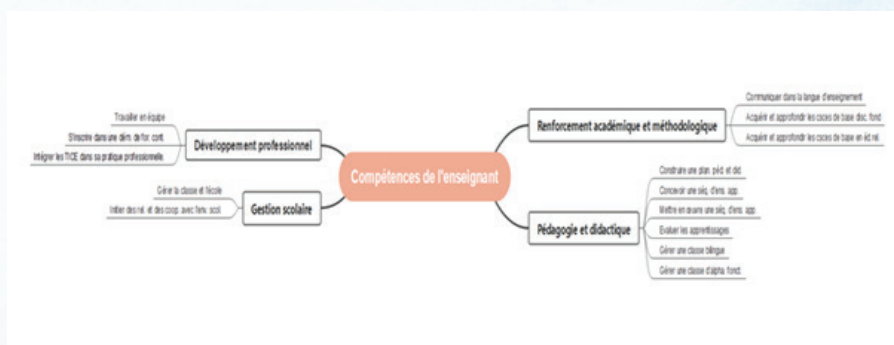 Compétences de l'enseignant
Développement professionnel
Travailler en équipe
S'inscrire dans une dém. de for. cont.
Intégrer les TICE dans sa pratique professionnelle.
Gestion scolaire
Gérer la classe et l'école
Initier des rel. et des coop. avec l'env. scol.
Renforcement académique et méthodologique
Communiquer dans la langue d'enseignement
Acquérir et approfondir les de base disc. fond
Acquérir et approfondir les de base en éd. rel.
Pédagogie et didactique
Construire une plan. péd. et did.
Concevoir une séq. d'ens. app.
Mettre en œuvre une séq. d'ens. app.
Evaluer les apprentissages
Gérer une classe bilingue
Gérer une classe d'alpha. fonct.